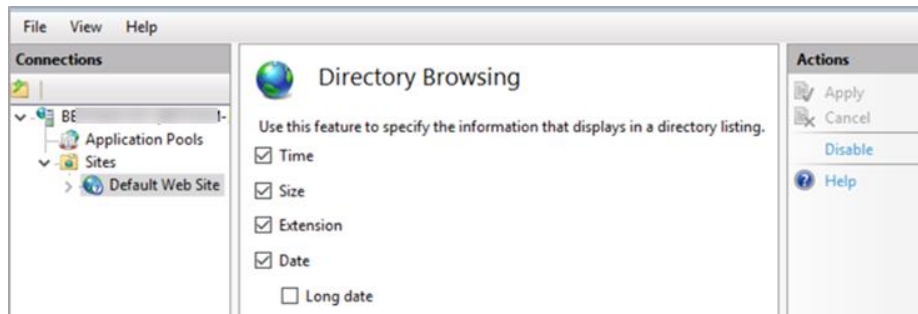 File View Help
Connections
BE
Application Pools
Sites
Default Web Site
Directory Browsing
Use this feature to specify the information that displays in a directory listing.
Time
Size
Extension
Date
Long date
Actions
Apply
Cancel
Disable
Help